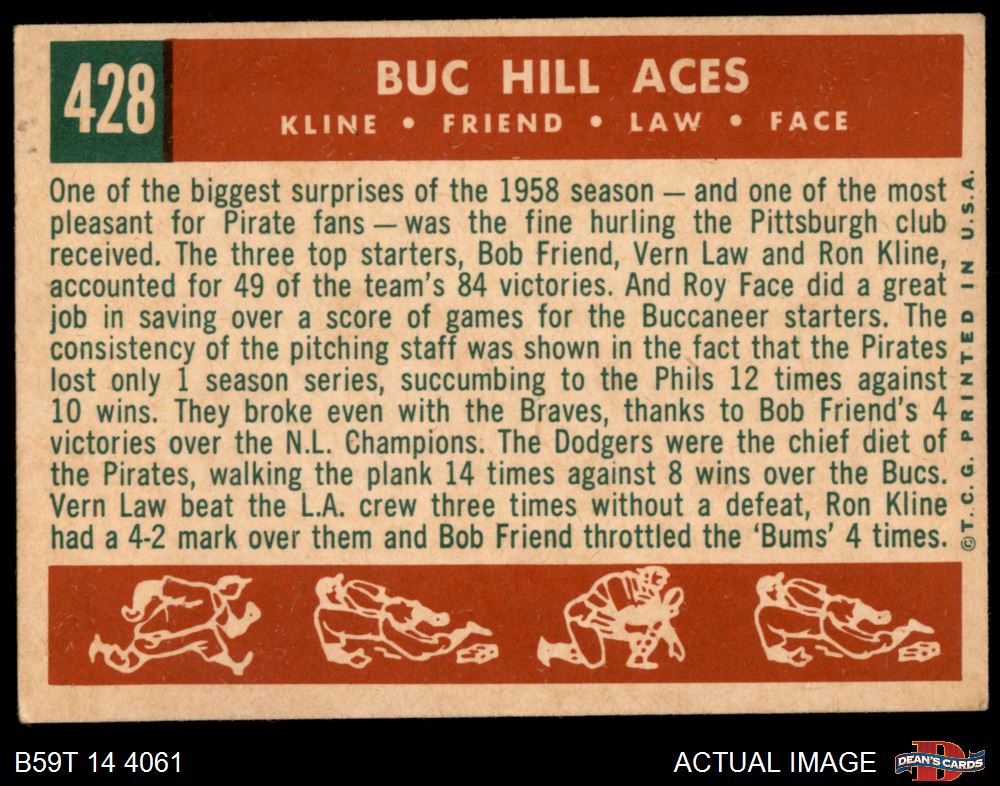 428
BUC HILL ACES
KLINE • FRIEND • LAW • FACE
One of the biggest surprises of the 1958 season — and one of the most
pleasant for Pirate fans — was the fine hurling the Pittsburgh club
received. The three top starters, Bob Friend, Vern Law and Ron Kline,
accounted for 49 of the team's 84 victories. And Roy Face did a great
job in saving over a score of games for the Buccaneer starters. The
consistency of the pitching staff was shown in the fact that the Pirates
lost only 1 season series, succumbing to the Phils 12 times against
10 wins. They broke even with the Braves, thanks to Bob Friend's 4
victories over the N.L. Champions. The Dodgers were the chief diet of
the Pirates, walking the plank 14 times against 8 wins over the Bucs.
Vern Law beat the L.A. crew three times without a defeat, Ron Kline
had a 4-2 mark over them and Bob Friend throttled the 'Bums' 4 times.
©T.C.G. PRINTED IN U.S.A.
B59T 14 4061
ACTUAL IMAGE
DEAN'S CARDS